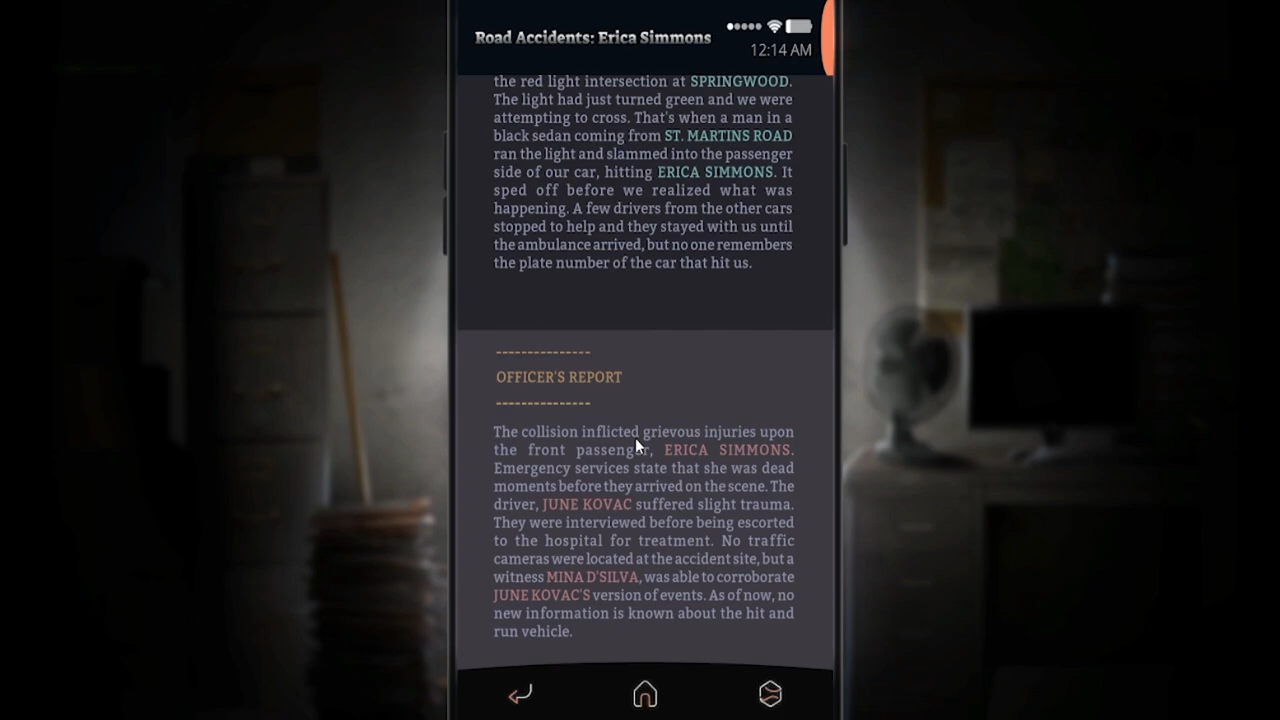 Road Accidents: Erica Simmons
12:14 AM
the red light intersection at SPRINGWOOD.
The light had just turned green and we were
attempting to cross. That's when a man in a
black sedan coming from ST. MARTINS ROAD
ran the light and slammed into the passenger
side of our car, hitting ERICA SIMMONS. It
sped off before we realized what was
happening. A few drivers from the other cars
stopped to help and they stayed with us until
the ambulance arrived, but no one remembers
the plate number of the car that hit us.
---------------
OFFICER'S REPORT
---------------
The collision inflicted grievous injuries upon
the front passenger, ERICA SIMMONS.
Emergency services state that she was dead
moments before they arrived on the scene. The
driver, JUNE KOVAC suffered slight trauma.
They were interviewed before being escorted
to the hospital for treatment. No traffic
cameras were located at the accident site, but a
witness MINA D'SILVA, was able to corroborate
JUNE KOVAC'S version of events. As of now, no
new information is known about the hit and
run vehicle.